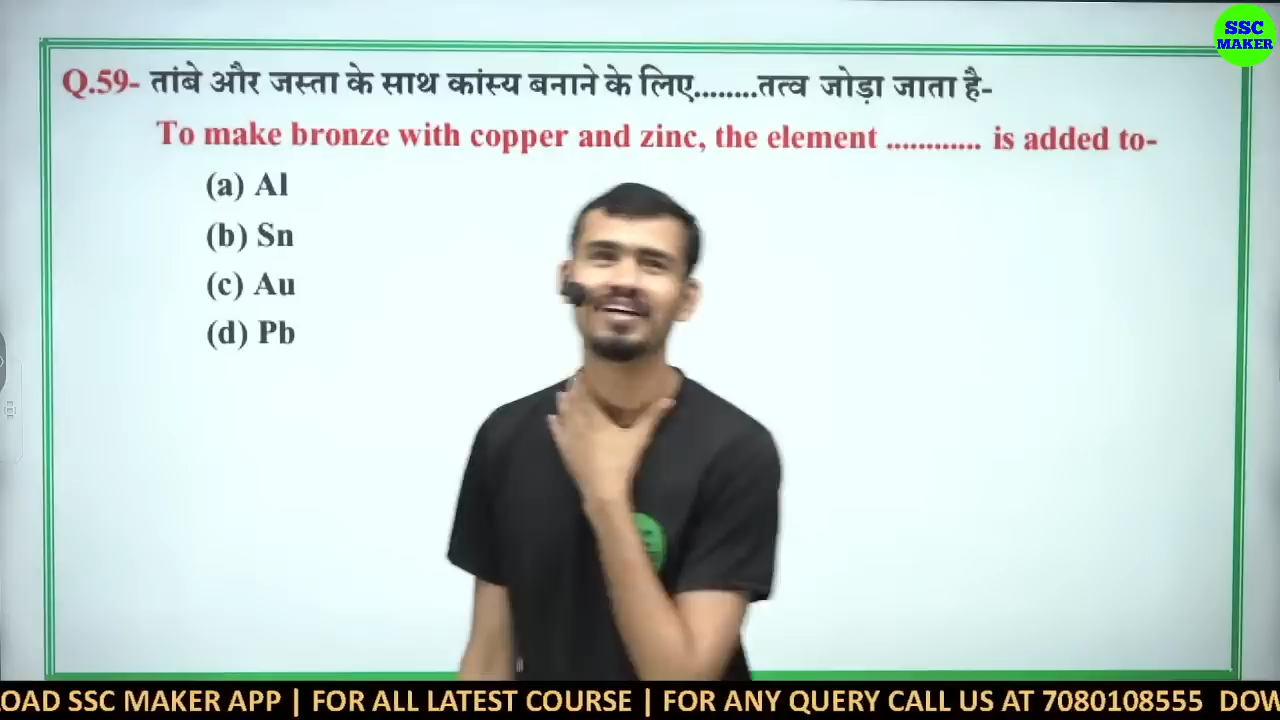 SSC
MAKER
Q.59- तांबे और जस्ता के साथ कांस्य बनाने के लिए........तत्व जोड़ा जाता है-
To make bronze with copper and zinc, the element ............ is added to-
(a) Al
(b) Sn
(c) Au
(d) Pb
OAD SSC MAKER APP | FOR ALL LATEST COURSE | FOR ANY QUERY CALL US AT 7080108555 DOW